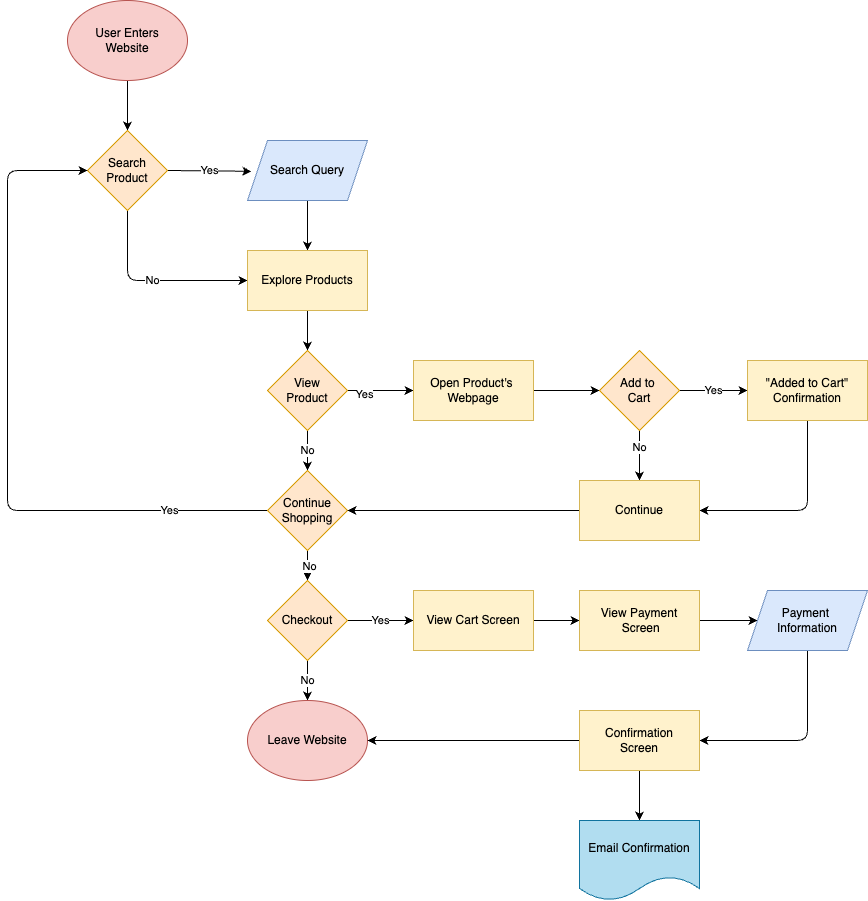 User Enters
Website
Search
Product
Yes
Search Query
No
Explore Products
View
Product
Yes
Open Product's
Webpage
Add to
Cart
Yes
"Added to Cart"
Confirmation
No
No
Continue
Shopping
Yes
Continue
No
Checkout
Yes
View Cart Screen
View Payment
Screen
Payment
Information
No
Leave Website
Confirmation
Screen
Email Confirmation